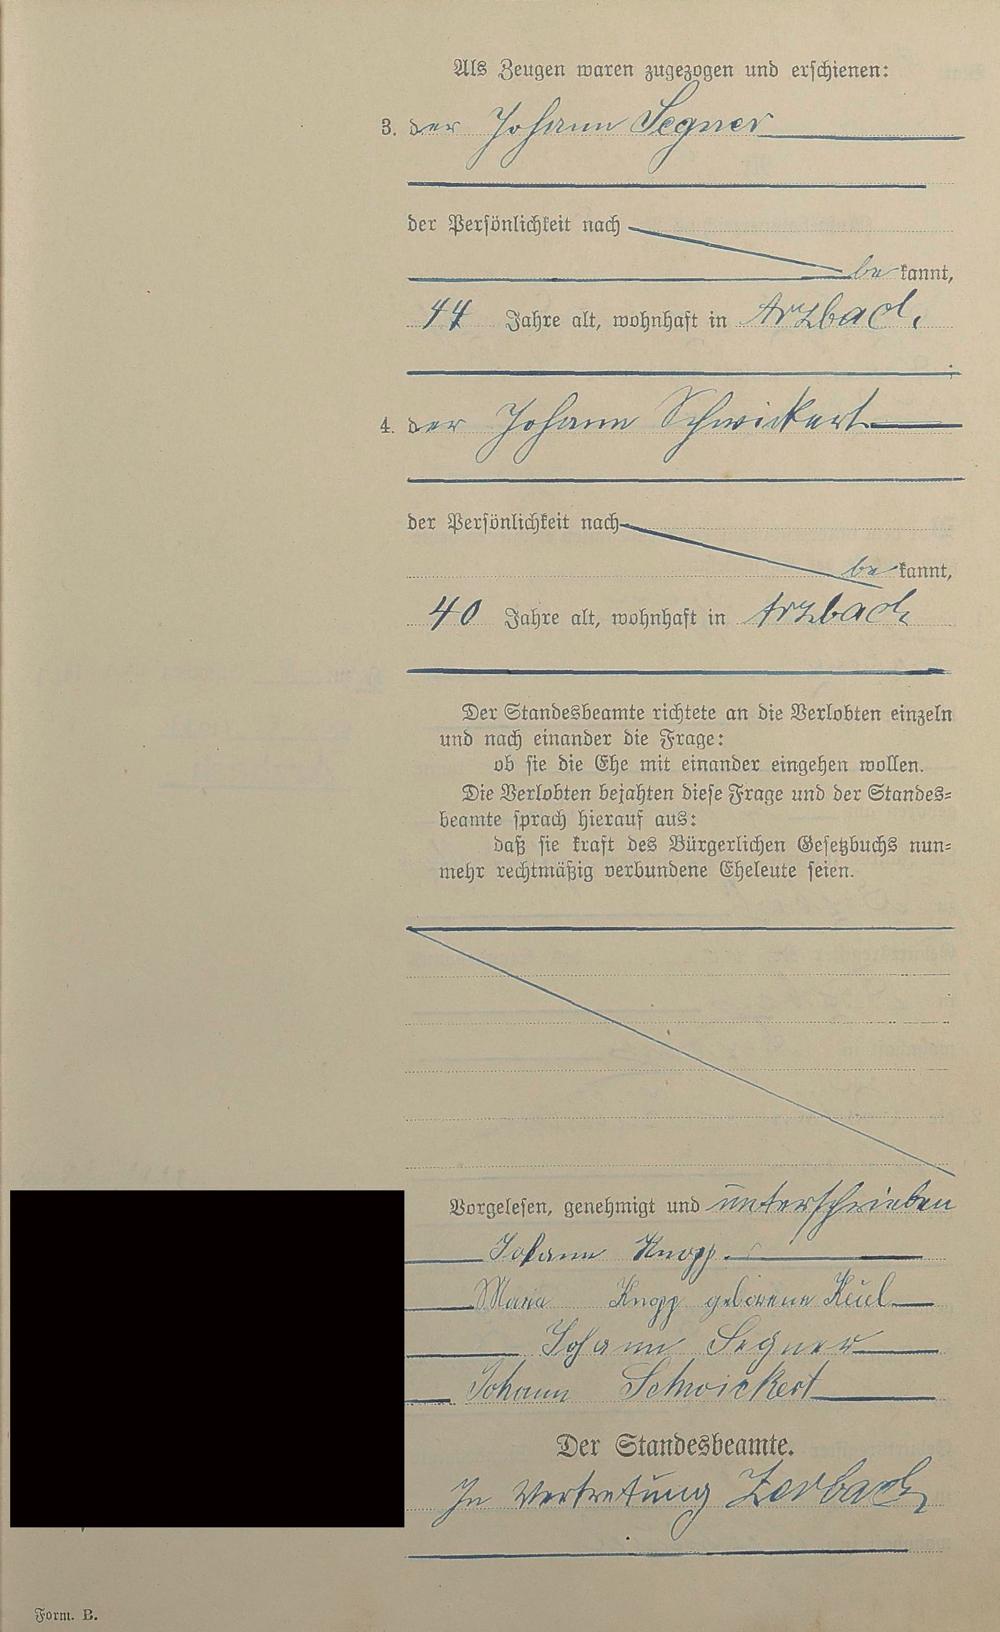 Als Zeugen waren zugezogen und erschienen:
3. der Johann Segner
der Persönlichkeit nach
be kannt,
44 Jahre alt, wohnhaft in Arzbach
;
4. der Johann Schwickert
der Persönlichkeit nach
be kannt,
40 Jahre alt, wohnhaft in Arzbach
Der Standesbeamte richtete an die Verlobten einzeln
und nach einander die Frage:
ob sie die Ehe mit einander eingehen wollen.
Die Verlobten bejahten diese Frage und der Standes-
beamte sprach hierauf aus:
daß sie kraft des Bürgerlichen Gesetzbuchs nun-
mehr rechtmäßig verbundene Eheleute seien.
Vorgelesen, genehmigt und unterschrieben
Johann Knopp.
Maria Knopp geborene Keul
Johann Segner
Johann Schwickert
Der Standesbeamte.
In Vertretung Zerbach
Form. B.